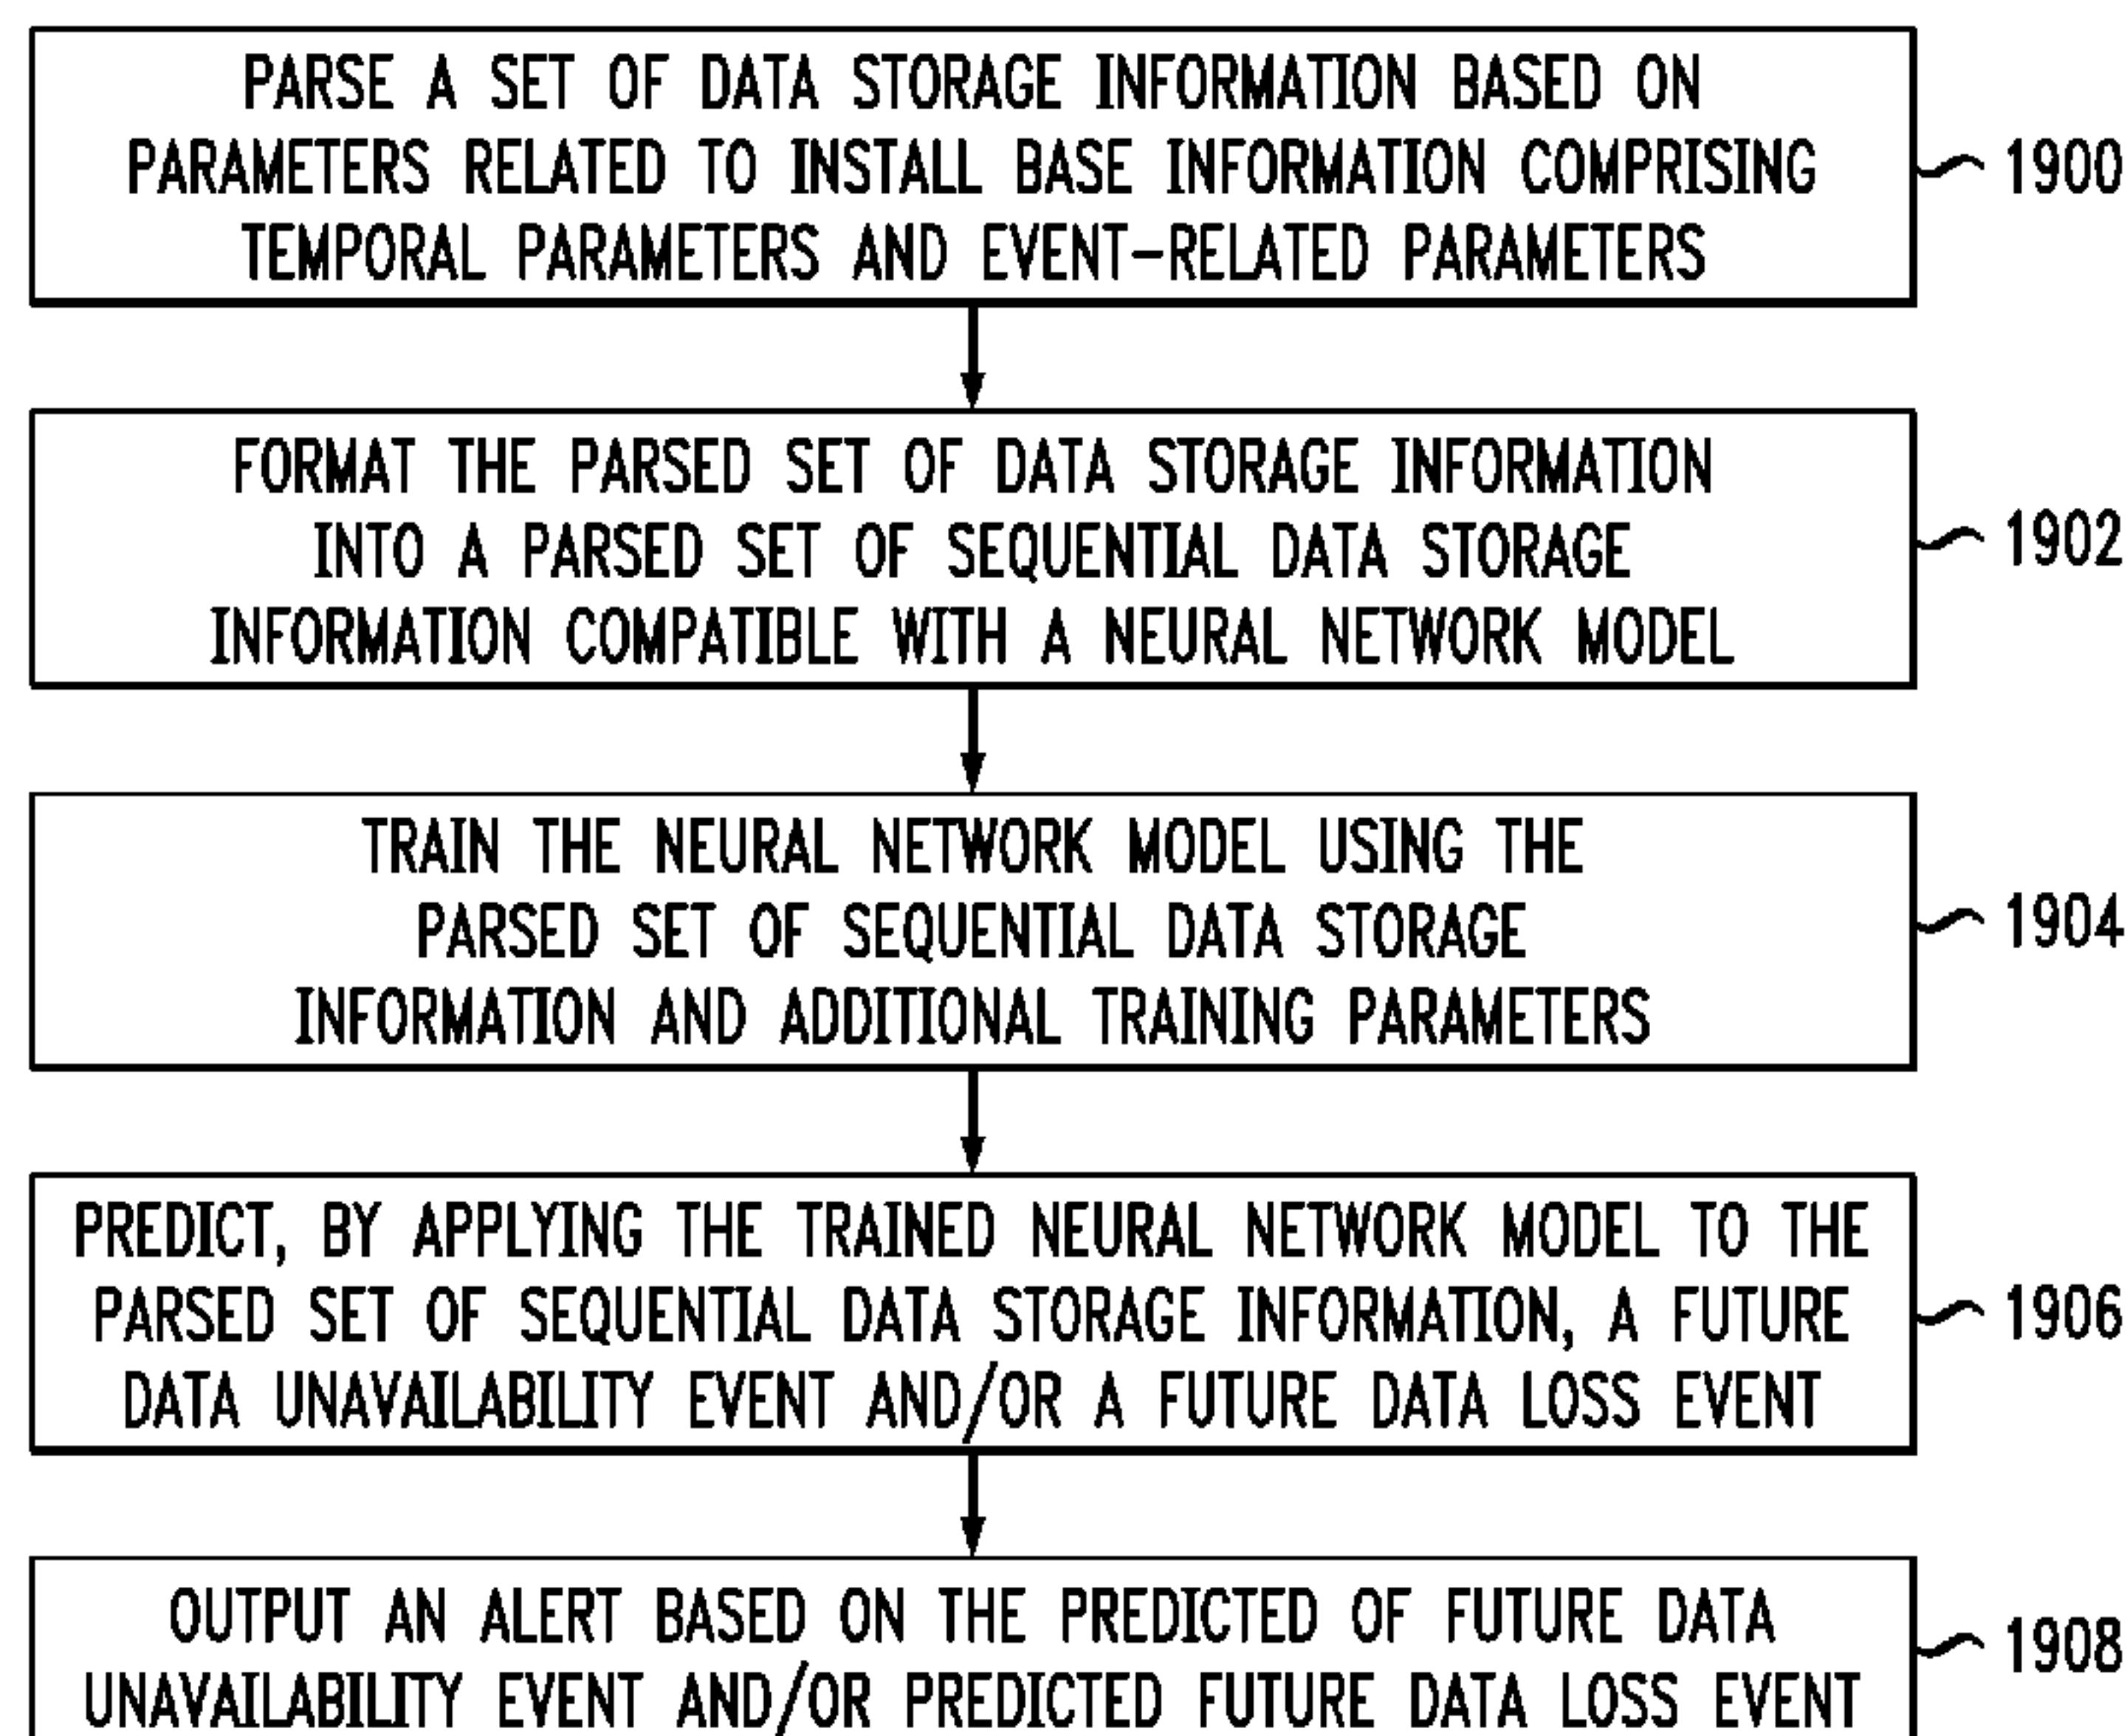 PARSE A SET OF DATA STORAGE INFORMATION BASED ON
PARAMETERS RELATED TO INSTALL BASE INFORMATION COMPRISING
TEMPORAL PARAMETERS AND EVENT-RELATED PARAMETERS
1900
FORMAT THE PARSED SET OF DATA STORAGE INFORMATION
INTO A PARSED SET OF SEQUENTIAL DATA STORAGE
INFORMATION COMPATIBLE WITH A NEURAL NETWORK MODEL
1902
TRAIN THE NEURAL NETWORK MODEL USING THE
PARSED SET OF SEQUENTIAL DATA STORAGE
INFORMATION AND ADDITIONAL TRAINING PARAMETERS
1904
PREDICT, BY APPLYING THE TRAINED NEURAL NETWORK MODEL TO THE
PARSED SET OF SEQUENTIAL DATA STORAGE INFORMATION, A FUTURE
DATA UNAVAILABILITY EVENT AND/OR A FUTURE DATA LOSS EVENT
1906
OUTPUT AN ALERT BASED ON THE PREDICTED OF FUTURE DATA
UNAVAILABILITY EVENT AND/OR PREDICTED FUTURE DATA LOSS EVENT
1908